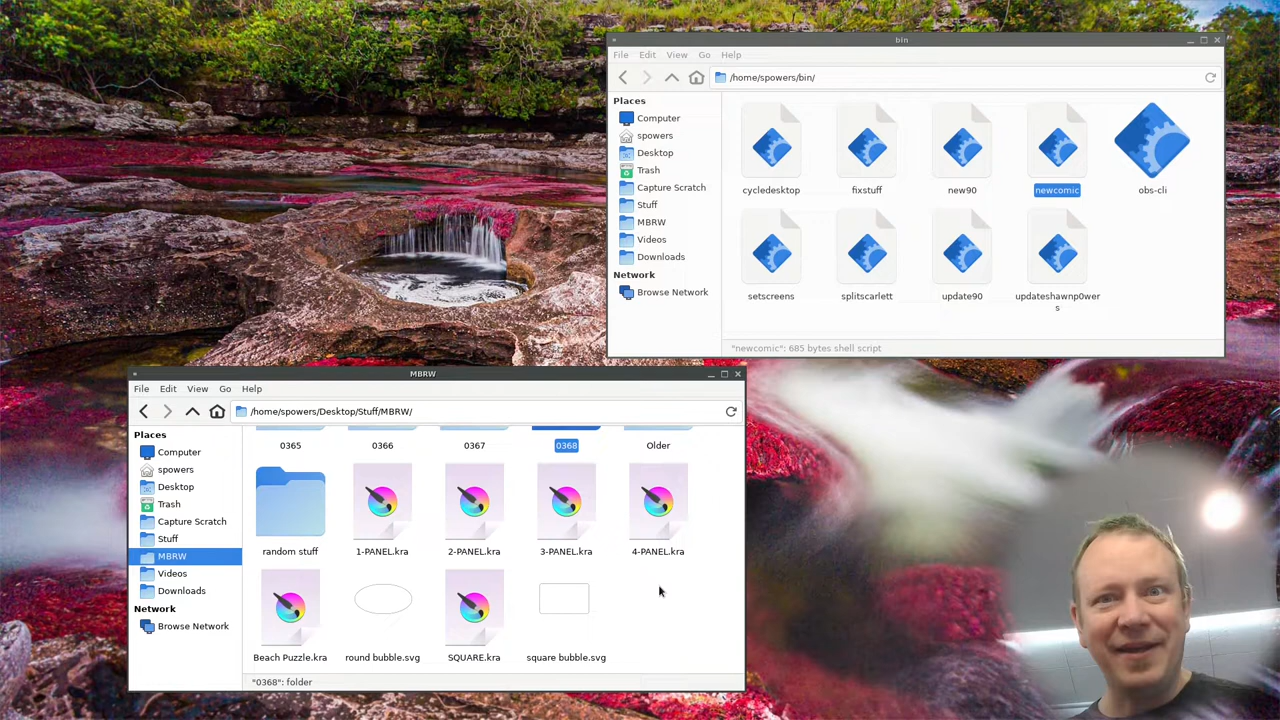 bin
File Edit View Go Help
/home/spowers/bin/
Places
Computer
spowers
Desktop
Trash
Capture Scratch
Stuff
MBRW
Videos
Downloads
Network
Browse Network
cycledesktop
fixstuff
new90
newcomic
obs-cli
setscreens
splitscarlett
update90
updateshawnp0wer
s
"newcomic": 685 bytes shell script
MBRW
File Edit View Go Help
/home/spowers/Desktop/Stuff/MBRW/
Places
Computer
spowers
Desktop
Trash
Capture Scratch
Stuff
MBRW
Videos
Downloads
Network
Browse Network
0365
0366
0367
0368
Older
random stuff
1-PANEL.kra
2-PANEL.kra
3-PANEL.kra
4-PANEL.kra
Beach Puzzle.kra
round bubble.svg
SQUARE.kra
square bubble.svg
"0368": folder